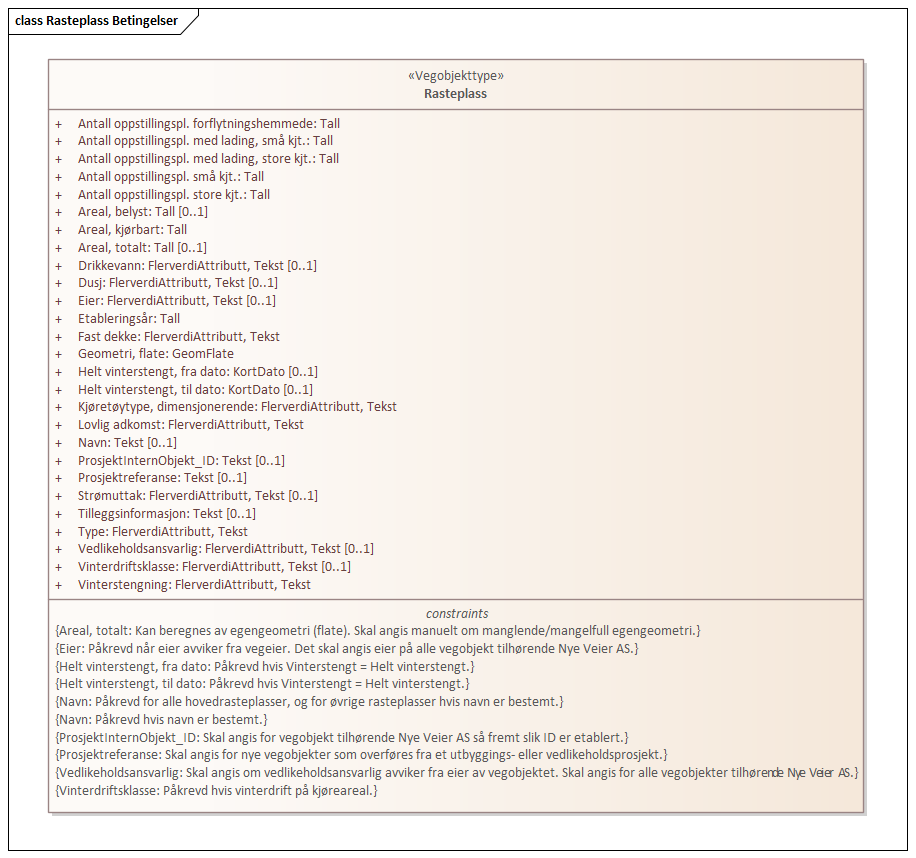 class Rasteplass Betingelser
«Vegobjekttype»
Rasteplass
+ Antall oppstillingspl. forflytningshemmede: Tall
+ Antall oppstillingspl. med lading, små kjt.: Tall
+ Antall oppstillingspl. med lading, store kjt.: Tall
+ Antall oppstillingspl. små kjt.: Tall
+ Antall oppstillingspl. store kjt.: Tall
+ Areal, belyst: Tall [0..1]
+ Areal, kjørbart: Tall
+ Areal, totalt: Tall [0..1]
+ Drikkevann: FlerverdiAttributt, Tekst [0..1]
+ Dusj: FlerverdiAttributt, Tekst [0..1]
+ Eier: FlerverdiAttributt, Tekst [0..1]
+ Etableringsår: Tall
+ Fast dekke: FlerverdiAttributt, Tekst
+ Geometri, flate: GeomFlate
+ Helt vinterstengt, fra dato: KortDato [0..1]
+ Helt vinterstengt, til dato: KortDato [0..1]
+ Kjøretøytype, dimensjonerende: FlerverdiAttributt, Tekst
+ Lovlig adkomst: FlerverdiAttributt, Tekst
+ Navn: Tekst [0..1]
+ ProsjektInternObjekt_ID: Tekst [0..1]
+ Prosjektreferanse: Tekst [0..1]
+ Strømuttak: FlerverdiAttributt, Tekst [0..1]
+ Tilleggsinformasjon: Tekst [0..1]
+ Type: FlerverdiAttributt, Tekst
+ Vedlikeholdsansvarlig: FlerverdiAttributt, Tekst [0..1]
+ Vinterdriftsklasse: FlerverdiAttributt, Tekst [0..1]
+ Vinterstengning: FlerverdiAttributt, Tekst
constraints
{Areal, totalt: Kan beregnes av egengeometri (flate). Skal angis manuelt om manglende/mangelfull egengeometri.}
{Eier: Påkrevd når eier avviker fra vegeier. Det skal angis eier på alle vegobjekt tilhørende Nye Veier AS.}
{Helt vinterstengt, fra dato: Påkrevd hvis Vinterstengt = Helt vinterstengt.}
{Helt vinterstengt, til dato: Påkrevd hvis Vinterstengt = Helt vinterstengt.}
{Navn: Påkrevd for alle hovedrasteplasser, og for øvrige rasteplasser hvis navn er bestemt.}
{Navn: Påkrevd hvis navn er bestemt.}
{ProsjektInternObjekt_ID: Skal angis for vegobjekt tilhørende Nye Veier AS så fremt slik ID er etablert.}
{Prosjektreferanse: Skal angis for nye vegobjekter som overføres fra et utbyggings- eller vedlikeholdsprosjekt.}
{Vedlikeholdsansvarlig: Skal angis om vedlikeholdsansvarlig avviker fra eier av vegobjektet. Skal angis for alle vegobjekter tilhørende Nye Veier AS.}
{Vinterdriftsklasse: Påkrevd hvis vinterdrift på kjøreareal.}